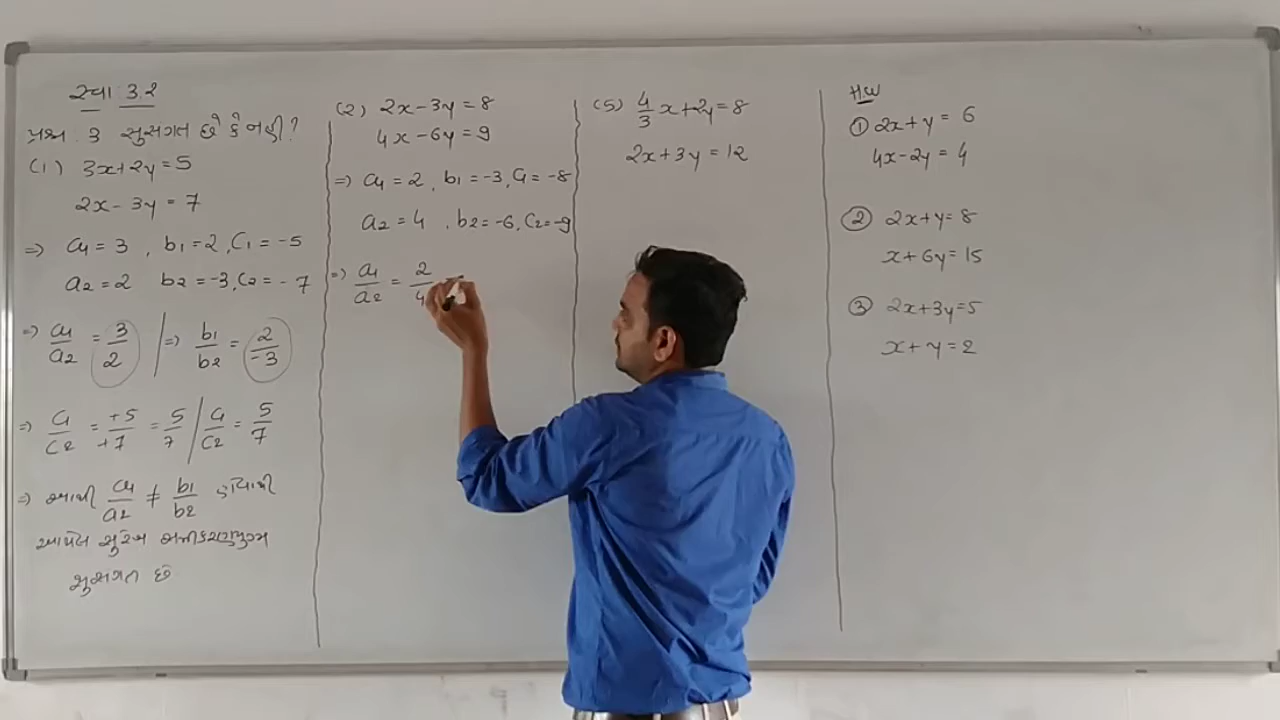 સ્વા 3.2
પ્રશ્ન : 3 સુસંગત છે કે નહી?
(1) 3x+2y=5
2x-3y=7
=> a1=3, b1=2, C1=-5
a2=2 b2=-3, C2=-7
=> a1/a2 = 3/2 | => b1/b2 = 2/-3
=> C1/C2 = +5/+7 = 5/7 / C1/C2 = 5/7
=> આથી a1/a2 ≠ b1/b2 હોવાથી
આપેલ સુરેખ સમીકરણયુગ્મ
સુસંગત છે
(2) 2x-3y=8
4x-6y=9
=> a1=2, b1=-3, C1=-8
a2=4, b2=-6, C2=-9
=> a1/a2 = 2/4
(5) 4/3 x+2y=8
2x+3y=12
H.W
① 2x+y=6
4x-2y=4
② 2x+y=8
x+6y=15
③ 2x+3y=5
x+y=2